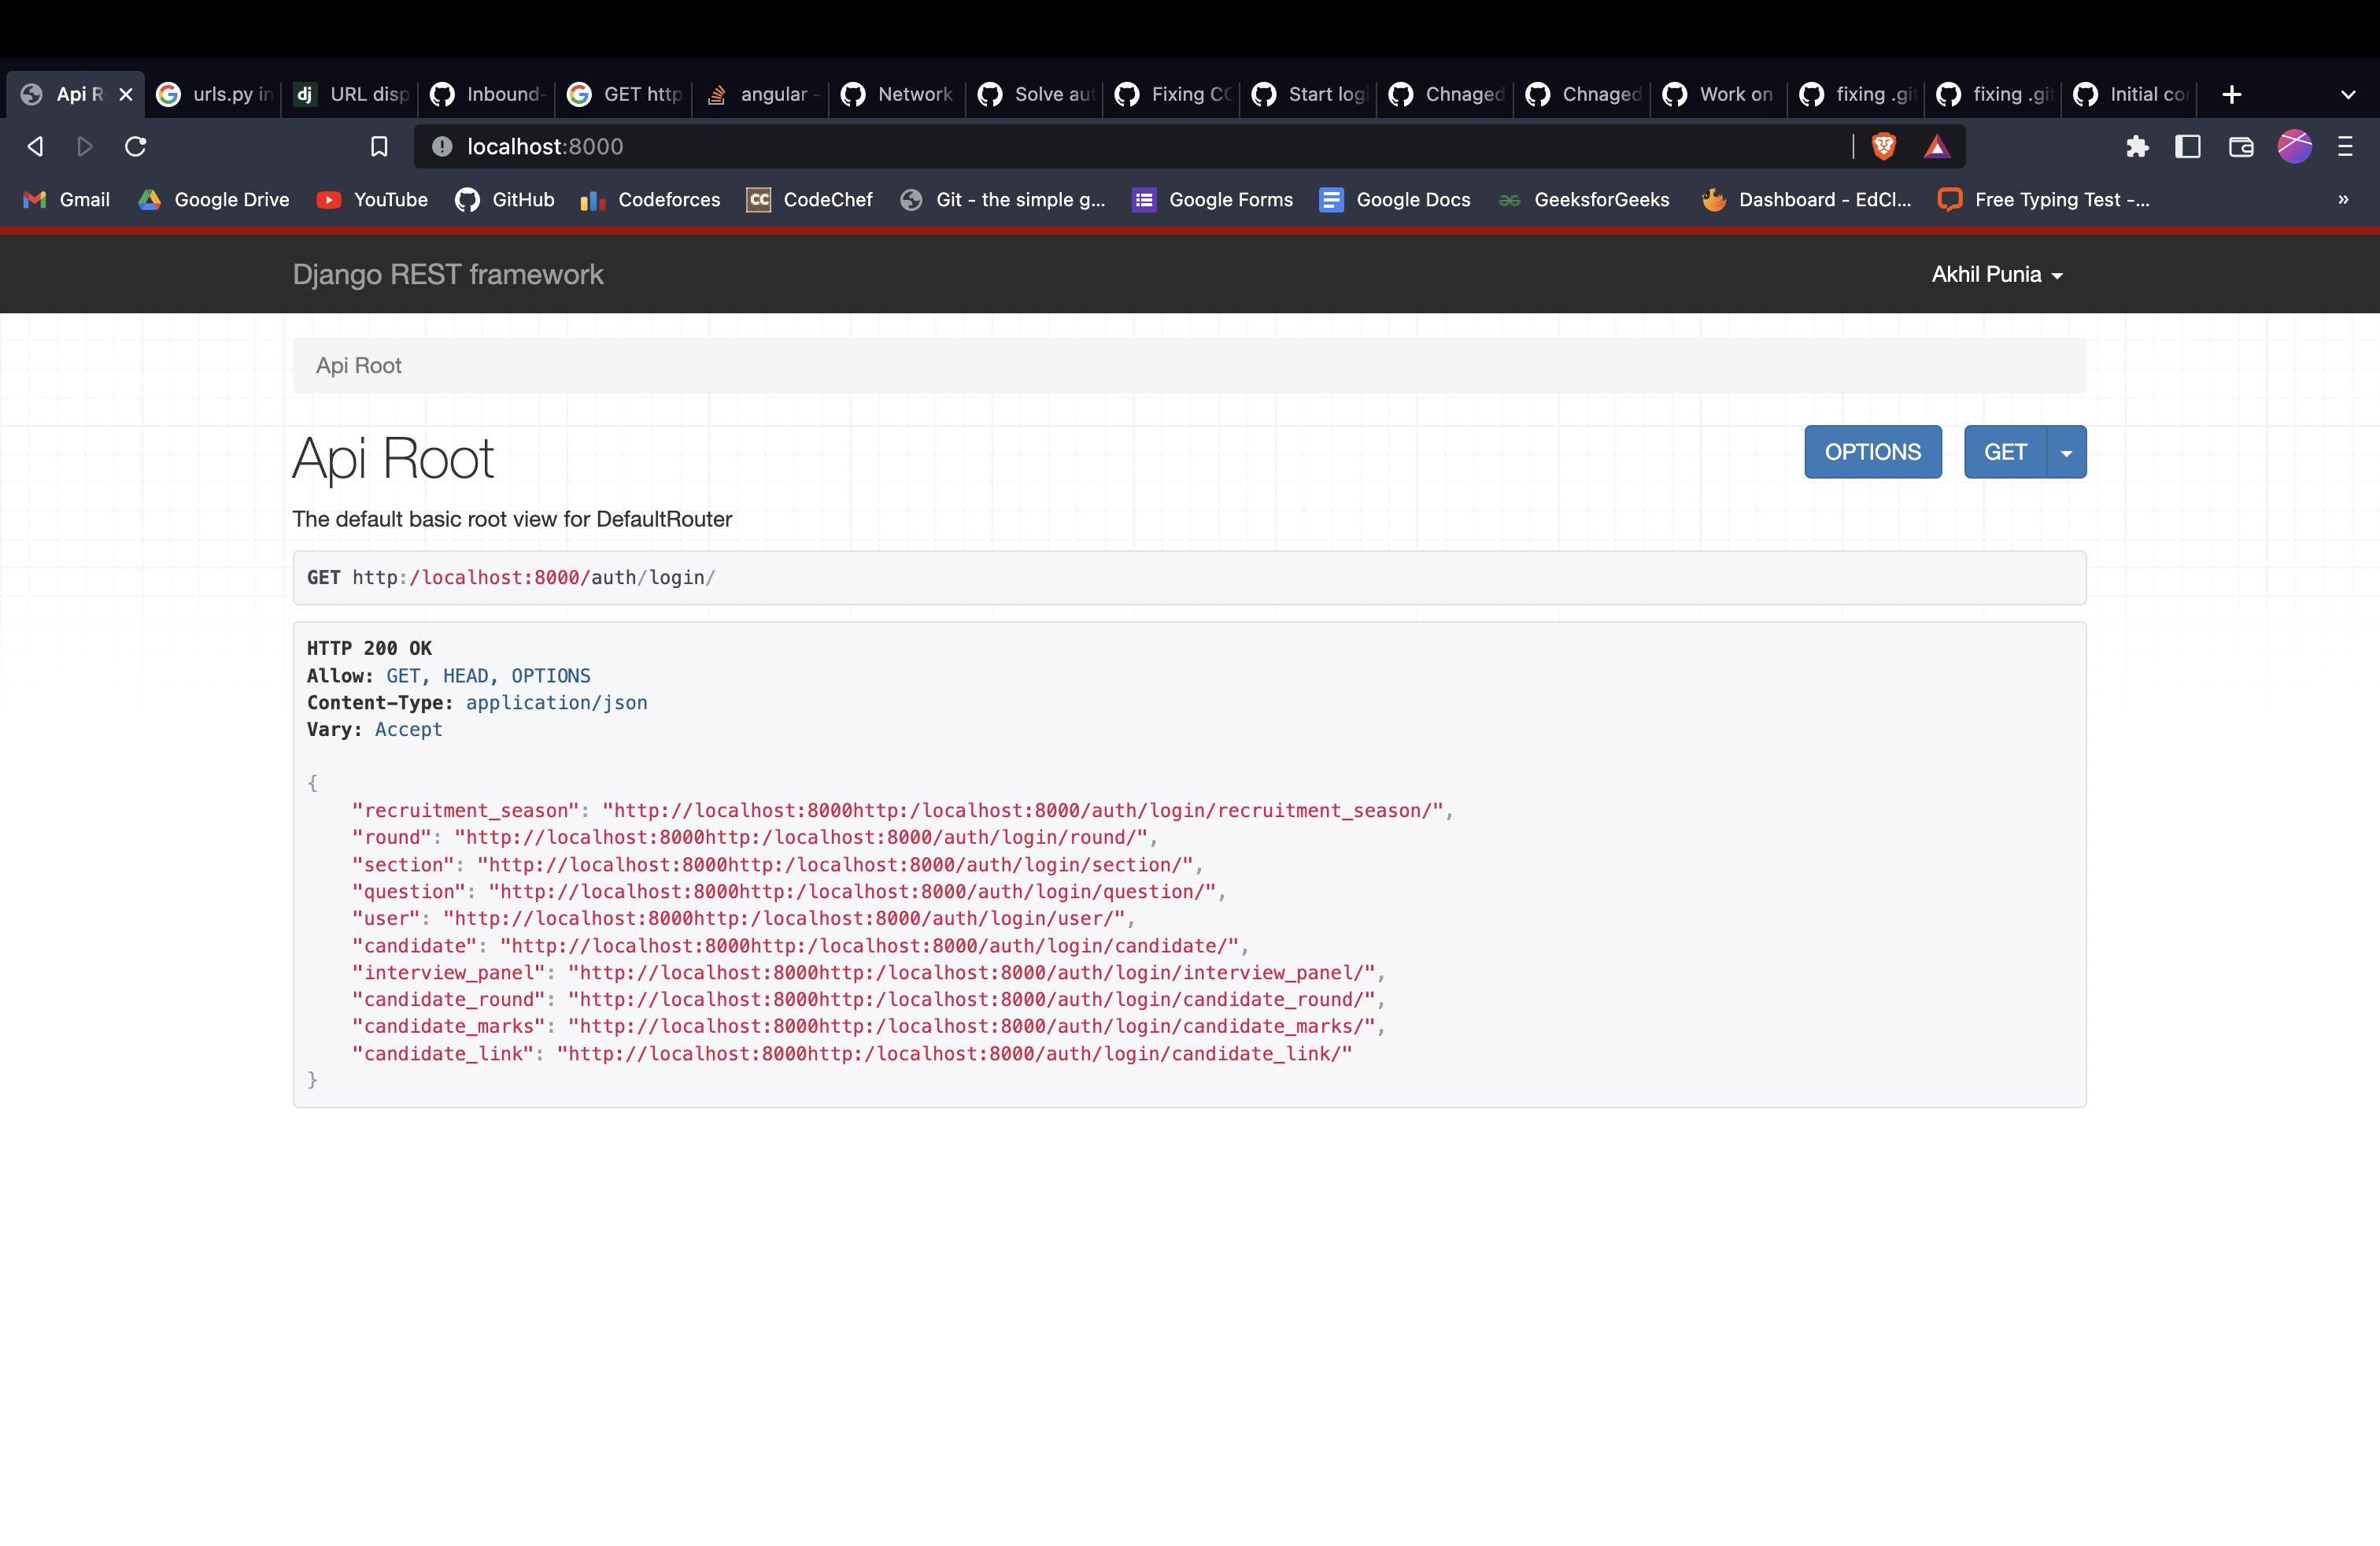 Api R
urls.py in
URL disp
Inbound-
GET http
angular -
Network
Solve aut
Fixing CO
Start logi
Chnaged
Chnaged
Work on
fixing .git
fixing .git
Initial cor
localhost:8000
Gmail
Google Drive
YouTube
GitHub
Codeforces
CodeChef
Git - the simple g...
Google Forms
Google Docs
GeeksforGeeks
Dashboard - EdCl...
Free Typing Test -...
»
Django REST framework
Akhil Punia
Api Root
Api Root
OPTIONS
GET
The default basic root view for DefaultRouter
GET http:/localhost:8000/auth/login/
HTTP 200 OK
Allow: GET, HEAD, OPTIONS
Content-Type: application/json
Vary: Accept
{
"recruitment_season": "http://localhost:8000http:/localhost:8000/auth/login/recruitment_season/",
"round": "http://localhost:8000http:/localhost:8000/auth/login/round/",
"section": "http://localhost:8000http:/localhost:8000/auth/login/section/",
"question": "http://localhost:8000http:/localhost:8000/auth/login/question/",
"user": "http://localhost:8000http:/localhost:8000/auth/login/user/",
"candidate": "http://localhost:8000http:/localhost:8000/auth/login/candidate/",
"interview_panel": "http://localhost:8000http:/localhost:8000/auth/login/interview_panel/",
"candidate_round": "http://localhost:8000http:/localhost:8000/auth/login/candidate_round/",
"candidate_marks": "http://localhost:8000http:/localhost:8000/auth/login/candidate_marks/",
"candidate_link": "http://localhost:8000http:/localhost:8000/auth/login/candidate_link/"
}